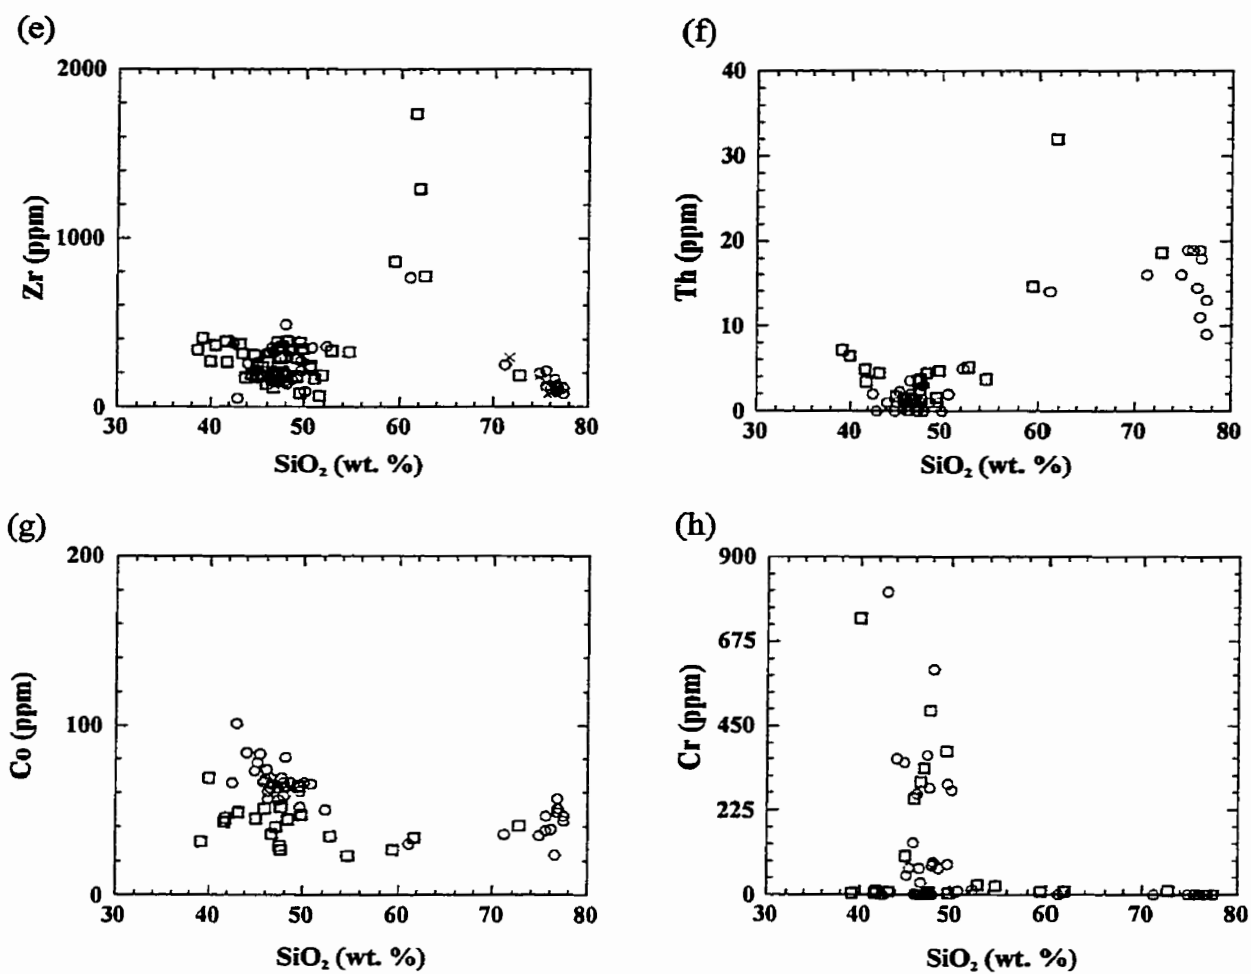 (e)
2000
1000
0
Zr (ppm)
30 40 50 60 70 80
SiO₂ (wt. %)
(f)
40
30
20
10
0
Th (ppm)
30 40 50 60 70 80
SiO₂ (wt. %)
(g)
200
100
0
Co (ppm)
30 40 50 60 70 80
SiO₂ (wt. %)
(h)
900
675
450
225
0
Cr (ppm)
30 40 50 60 70 80
SiO₂ (wt. %)